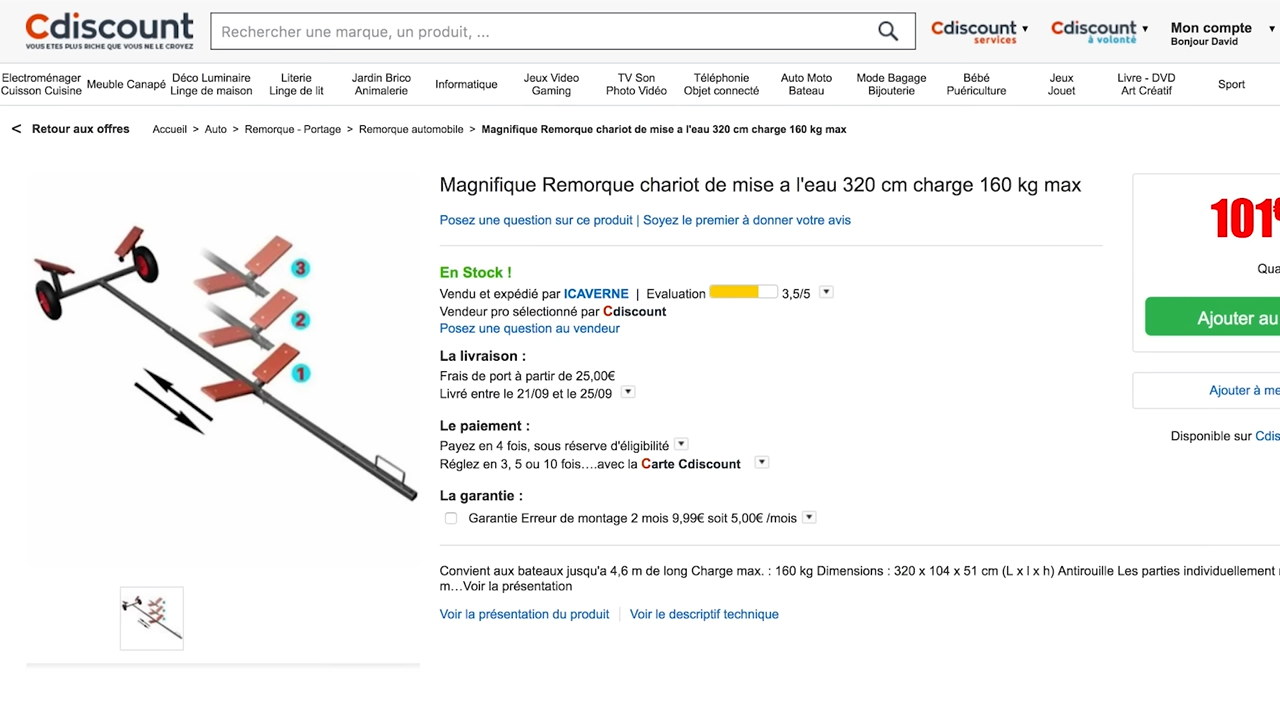 Cdiscount
VOUS ETES PLUS RICHE QUE VOUS NE LE CROYEZ
Rechercher une marque, un produit, ...
Cdiscount
services
Cdiscount
à volonté
Mon compte
Bonjour David
Electroménager
Cuisson Cuisine
Meuble Canapé
Déco Luminaire
Linge de maison
Literie
Linge de lit
Jardin Brico
Animalerie
Informatique
Jeux Video
Gaming
TV Son
Photo Vidéo
Téléphonie
Objet connecté
Auto Moto
Bateau
Mode Bagage
Bijouterie
Bébé
Puériculture
Jeux
Jouet
Livre - DVD
Art Créatif
Sport
< Retour aux offres
Accueil > Auto > Remorque - Portage > Remorque automobile > Magnifique Remorque chariot de mise a l'eau 320 cm charge 160 kg max
3
2
1
Magnifique Remorque chariot de mise a l'eau 320 cm charge 160 kg max
Posez une question sur ce produit | Soyez le premier à donner votre avis
En Stock !
Vendu et expédié par ICAVERNE | Evaluation 3,5/5
Vendeur pro sélectionné par Cdiscount
Posez une question au vendeur
La livraison :
Frais de port à partir de 25,00€
Livré entre le 21/09 et le 25/09
Le paiement :
Payez en 4 fois, sous réserve d'éligibilité
Réglez en 3, 5 ou 10 fois....avec la Carte Cdiscount
La garantie :
Garantie Erreur de montage 2 mois 9,99€ soit 5,00€ /mois
Convient aux bateaux jusqu'a 4,6 m de long Charge max. : 160 kg Dimensions : 320 x 104 x 51 cm (L x l x h) Antirouille Les parties individuellement
m…Voir la présentation
Voir la présentation du produit
Voir le descriptif technique
101€
Qua
Ajouter au
Ajouter à me
Disponible sur Cdis